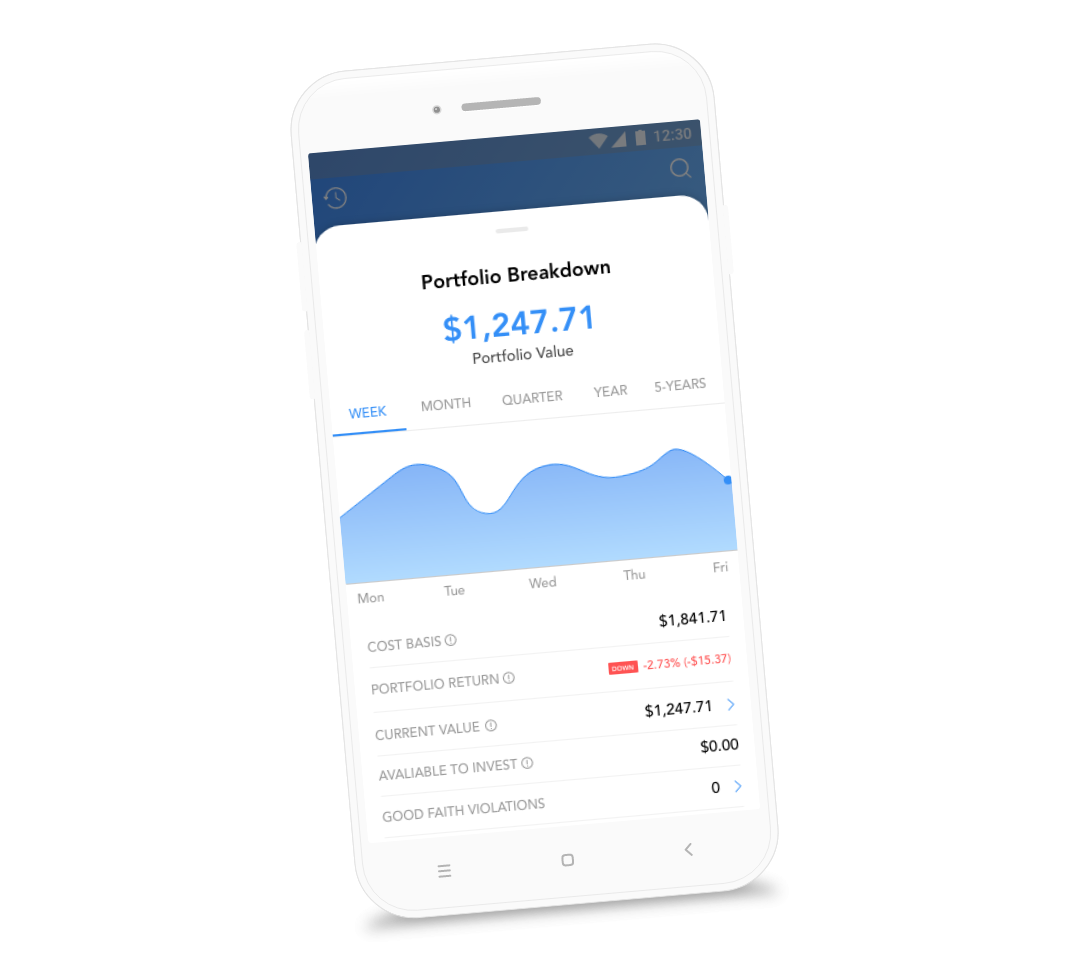 12:30
Portfolio Breakdown
$1,247.71
Portfolio Value
WEEK MONTH QUARTER YEAR 5-YEARS
Mon Tue Wed Thu Fri
COST BASIS $1,841.71
PORTFOLIO RETURN DOWN -2.73% (-$15.37)
CURRENT VALUE $1,247.71
AVALIABLE TO INVEST $0.00
GOOD FAITH VIOLATIONS 0